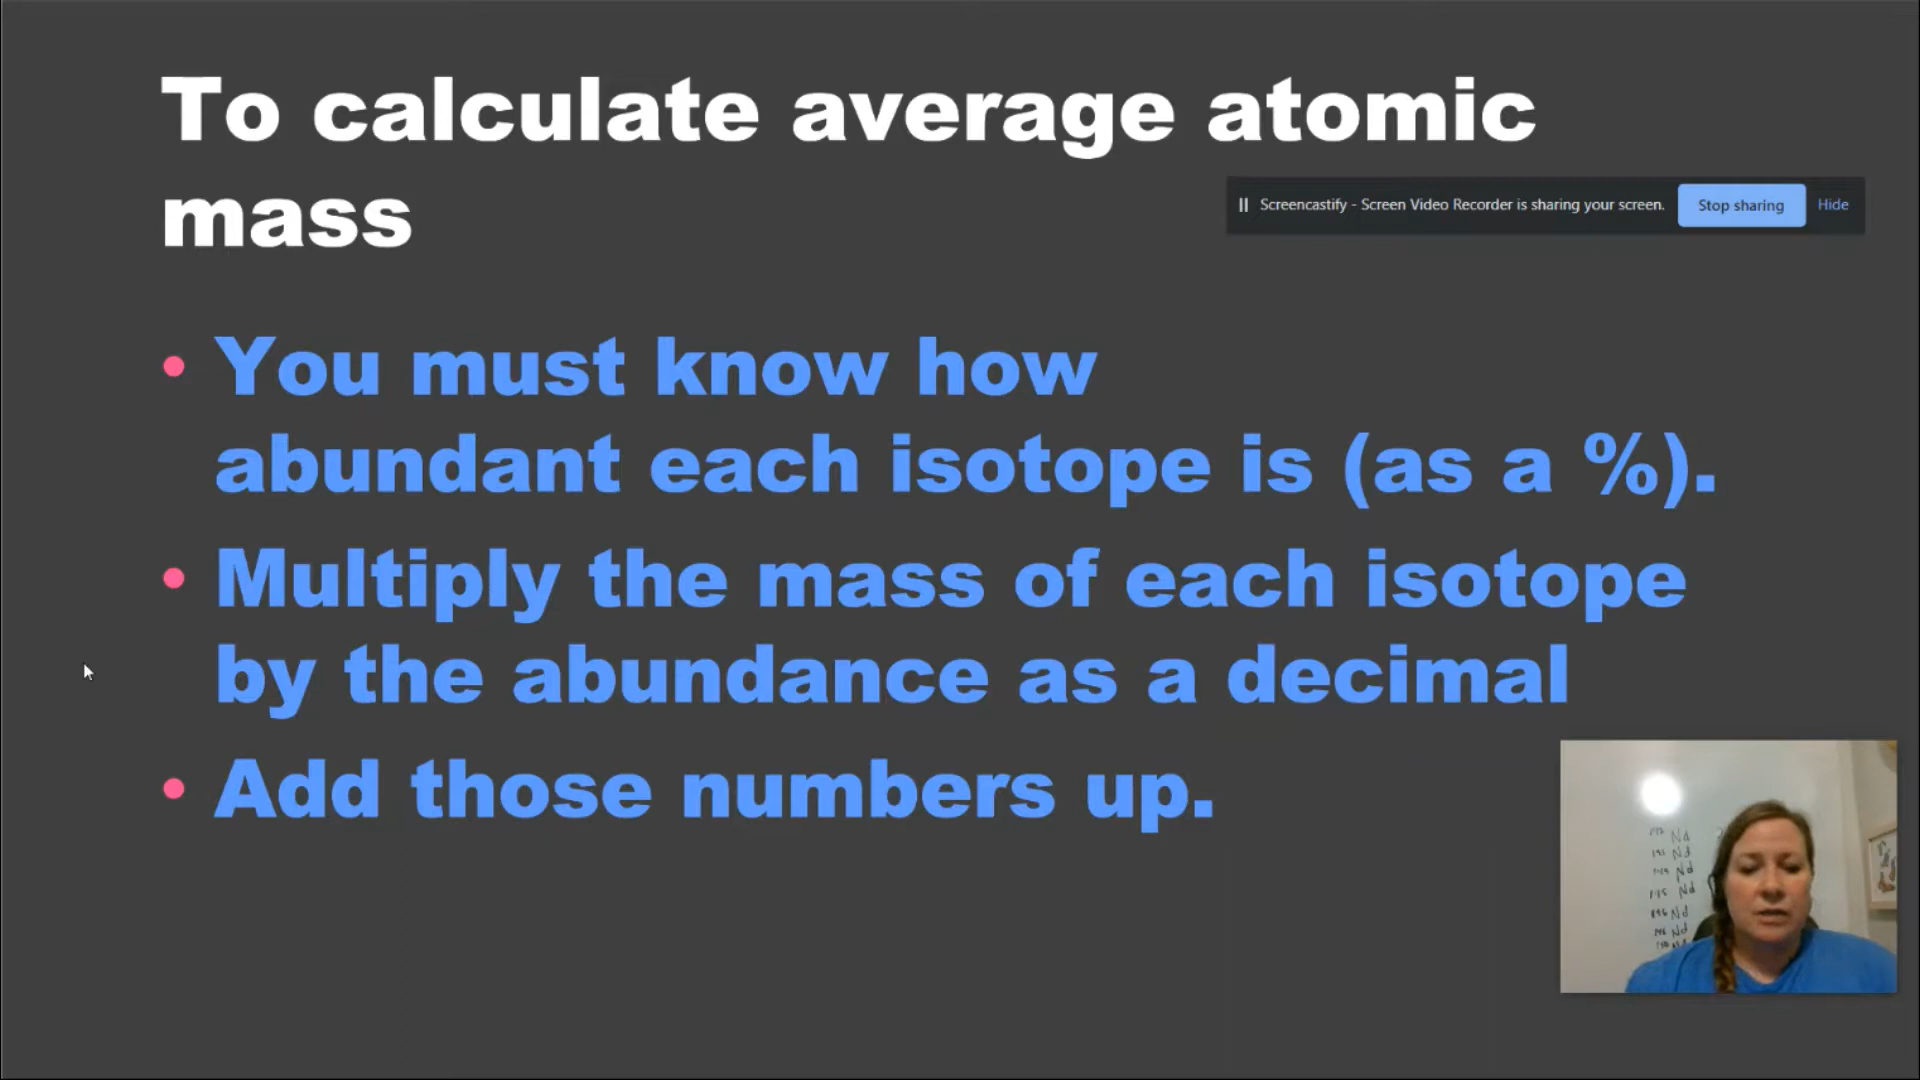 To calculate average atomic
mass
Screencastify - Screen Video Recorder is sharing your screen. Stop sharing Hide
• You must know how
abundant each isotope is (as a %).
• Multiply the mass of each isotope
by the abundance as a decimal
• Add those numbers up.
Nd
Nd
Nd
Nd
Nd
Nd